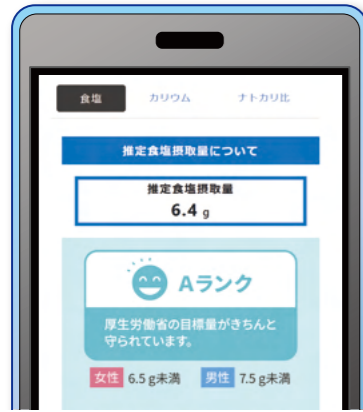 食塩 カリウム ナトカリ比
推定食塩摂取量について
推定食塩摂取量
6.4 g
Aランク
厚生労働省の目標量がきちんと
守られています。
女性 6.5g未満 男性 7.5g未満